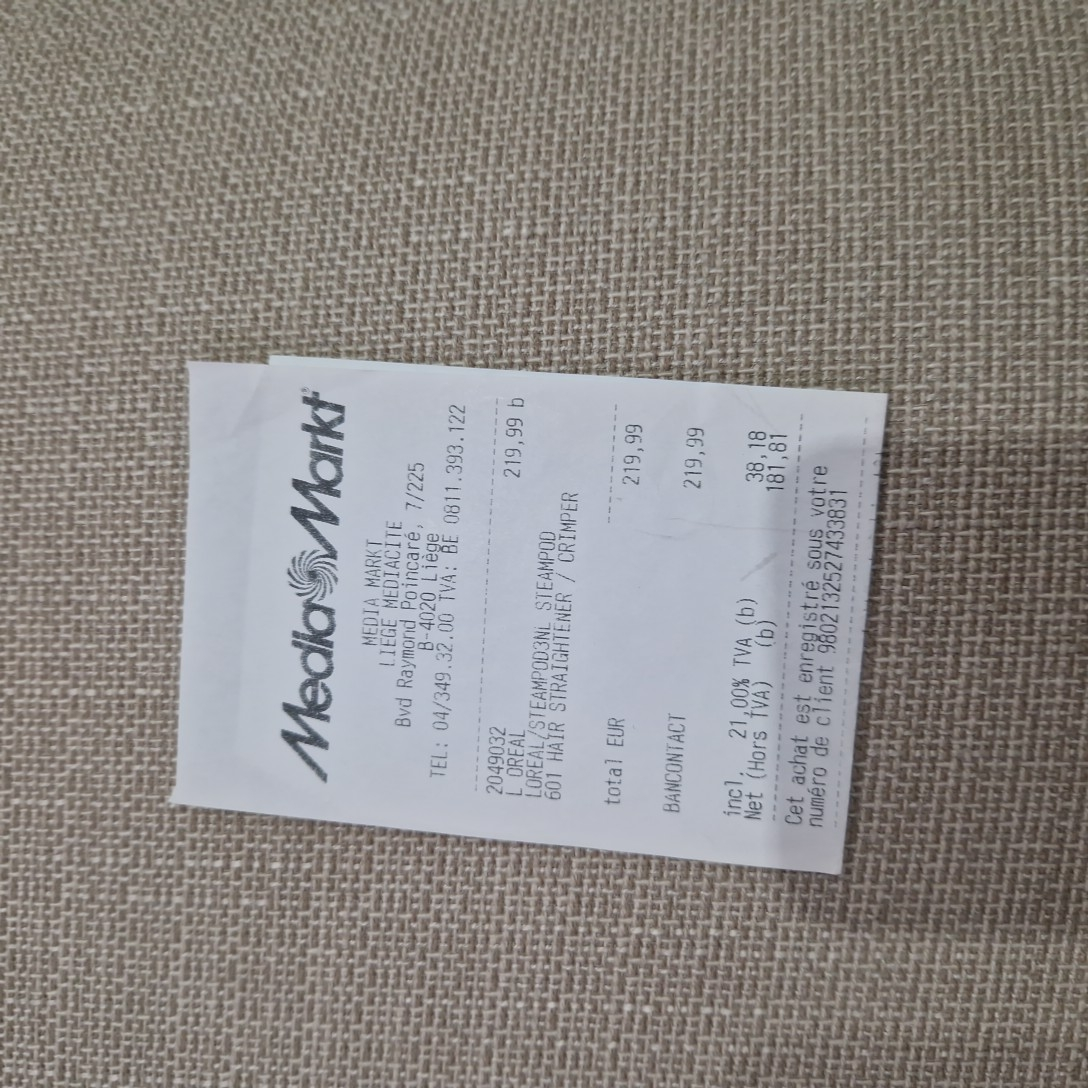 Media Markt
MEDIA MARKT
LIEGE MEDIACITE
Bvd Raymond Poincaré, 7/225
B-4020 Liège
TEL: 04/349.32.00 TVA: BE 0811.393.122
2049032 219,99 b
L OREAL
LOREAL/STEAMPOD3NL STEAMPOD
601 HAIR STRAIGHTENER / CRIMPER
total EUR 219,99
BANCONTACT 219,99
incl. 21,00% TVA (b) 38,18
Net (Hors TVA) (b) 181,81
Cet achat est enregistré sous votre
numéro de client 9802132527433831